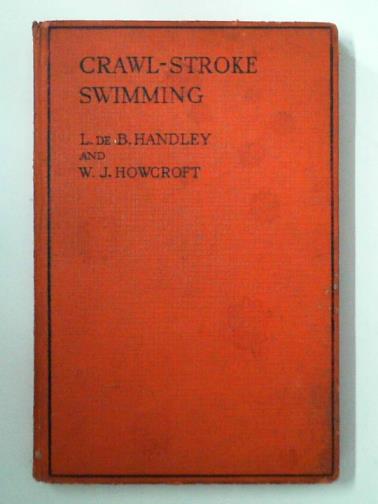 CRAWL-STROKE
SWIMMING
L. DE B. HANDLEY
AND
W. J. HOWCROFT